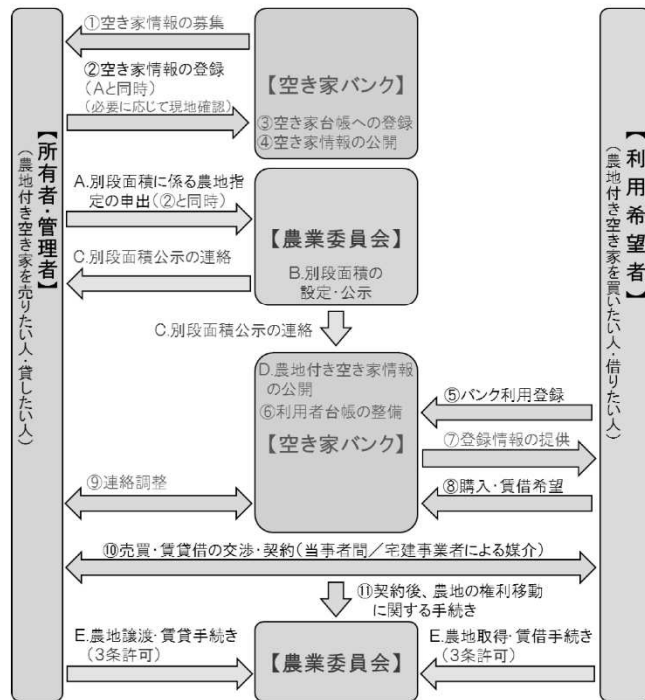 ①空き家情報の募集
②空き家情報の登録
(Aと同時)
(必要に応じて現地確認)
【空き家バンク】
③空き家台帳への登録
④空き家情報の公開
【所有者・管理者】
(農地付き空き家を売りたい人・貸したい人)
【利用希望者】
(農地付き空き家を買いたい人・借りたい人)
A.別段面積に係る農地指
定の申出(②と同時)
【農業委員会】
B.別段面積の
設定・公示
C.別段面積公示の連絡
C.別段面積公示の連絡
D.農地付き空き家情報
の公開
⑥利用者台帳の整備
【空き家バンク】
⑤バンク利用登録
⑦登録情報の提供
⑧購入・賃借希望
⑨連絡調整
⑩売買・賃貸借の交渉・契約(当事者間/宅建事業者による媒介)
⑪契約後、農地の権利移動
に関する手続き
E.農地譲渡・賃貸手続き
(3条許可)
【農業委員会】
E.農地取得・賃借手続き
(3条許可)